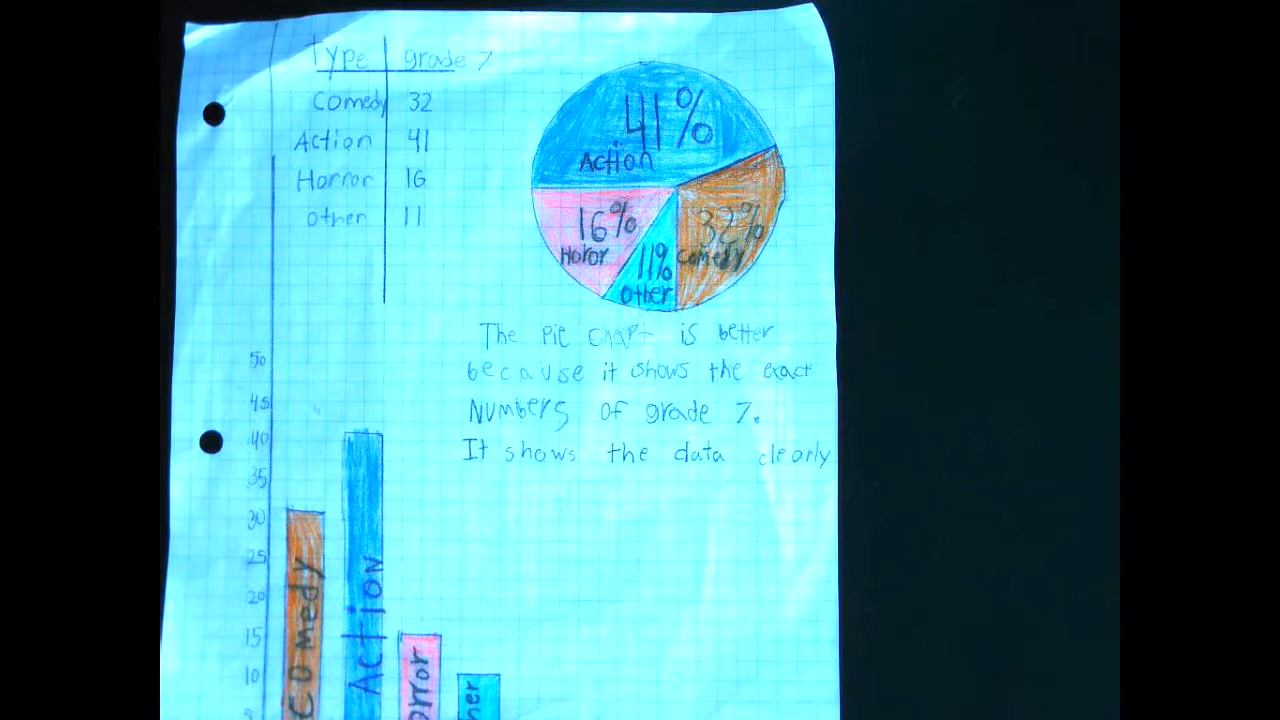 Type grade 7
Comedy 32
Action 41
Horror 16
other 11
41%
Action
16%
Horor
11%
Other
32%
comedy
The Pie Chart is better
because it shows the exact
Numbers of grade 7.
It shows the data clearly
50
45
40
35
30
25
20
15
10
Comedy
Action